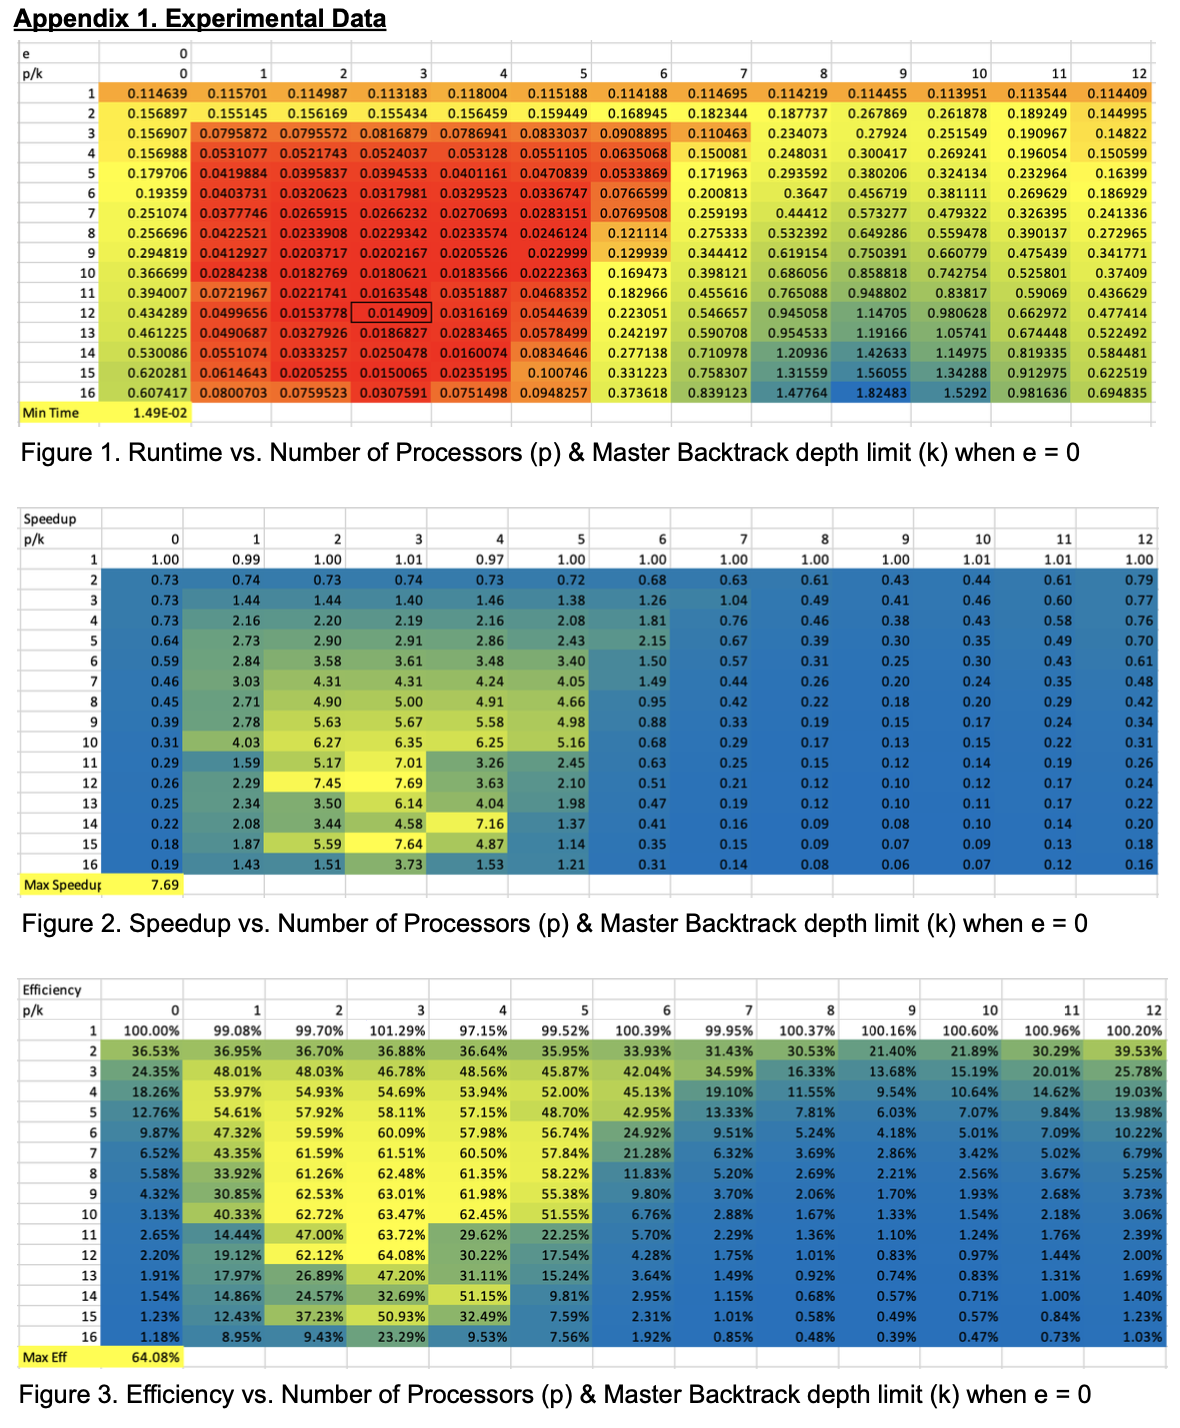 Appendix 1. Experimental Data
e 0
p/k 0 1 2 3 4 5 6 7 8 9 10 11 12
1 0.114639 0.115701 0.114987 0.113183 0.118004 0.115188 0.114188 0.114695 0.114219 0.114455 0.113951 0.113544 0.114409
2 0.156897 0.155145 0.156169 0.155434 0.156459 0.159449 0.168945 0.182344 0.187737 0.267869 0.261878 0.189249 0.144995
3 0.156907 0.0795872 0.0795572 0.0816879 0.0786941 0.0833037 0.0908895 0.110463 0.234073 0.27924 0.251549 0.190967 0.14822
4 0.156988 0.0531077 0.0521743 0.0524037 0.053128 0.0551105 0.0635068 0.150081 0.248031 0.300417 0.269241 0.196054 0.150599
5 0.179706 0.0419884 0.0395837 0.0394533 0.0401161 0.0470839 0.0533869 0.171963 0.293592 0.380206 0.324134 0.232964 0.16399
6 0.19359 0.0403731 0.0320623 0.0317981 0.0329523 0.0336747 0.0766599 0.200813 0.3647 0.456719 0.381111 0.269629 0.186929
7 0.251074 0.0377746 0.0265915 0.0266232 0.0270693 0.0283151 0.0769508 0.259193 0.44412 0.573277 0.479322 0.326395 0.241336
8 0.256696 0.0422521 0.0233908 0.0229342 0.0233574 0.0246124 0.121114 0.275333 0.532392 0.649286 0.559478 0.390137 0.272965
9 0.294819 0.0412927 0.0203717 0.0202167 0.0205526 0.022999 0.129939 0.344412 0.619154 0.750391 0.660779 0.475439 0.341771
10 0.366699 0.0284238 0.0182769 0.0180621 0.0183566 0.0222363 0.169473 0.398121 0.686056 0.858818 0.742754 0.525801 0.37409
11 0.394007 0.0721967 0.0221741 0.0163548 0.0351887 0.0468352 0.182966 0.455616 0.765088 0.948802 0.83817 0.59069 0.436629
12 0.434289 0.0499656 0.0153778 0.014909 0.0316169 0.0544639 0.223051 0.546657 0.945058 1.14705 0.980628 0.662972 0.477414
13 0.461225 0.0490687 0.0327926 0.0186827 0.0283465 0.0578499 0.242197 0.590708 0.954533 1.19166 1.05741 0.674448 0.522492
14 0.530086 0.0551074 0.0333257 0.0250478 0.0160074 0.0834646 0.277138 0.710978 1.20936 1.42633 1.14975 0.819335 0.584481
15 0.620281 0.0614643 0.0205255 0.0150065 0.0235195 0.100746 0.331223 0.758307 1.31559 1.56055 1.34288 0.912975 0.622519
16 0.607417 0.0800703 0.0759523 0.0307591 0.0751498 0.0948257 0.373618 0.839123 1.47764 1.82483 1.5292 0.981636 0.694835
Min Time 1.49E-02
Figure 1. Runtime vs. Number of Processors (p) & Master Backtrack depth limit (k) when e = 0
Speedup
p/k 0 1 2 3 4 5 6 7 8 9 10 11 12
1 1.00 0.99 1.00 1.01 0.97 1.00 1.00 1.00 1.00 1.00 1.01 1.01 1.00
2 0.73 0.74 0.73 0.74 0.73 0.72 0.68 0.63 0.61 0.43 0.44 0.61 0.79
3 0.73 1.44 1.44 1.40 1.46 1.38 1.26 1.04 0.49 0.41 0.46 0.60 0.77
4 0.73 2.16 2.20 2.19 2.16 2.08 1.81 0.76 0.46 0.38 0.43 0.58 0.76
5 0.64 2.73 2.90 2.91 2.86 2.43 2.15 0.67 0.39 0.30 0.35 0.49 0.70
6 0.59 2.84 3.58 3.61 3.48 3.40 1.50 0.57 0.31 0.25 0.30 0.43 0.61
7 0.46 3.03 4.31 4.31 4.24 4.05 1.49 0.44 0.26 0.20 0.24 0.35 0.48
8 0.45 2.71 4.90 5.00 4.91 4.66 0.95 0.42 0.22 0.18 0.20 0.29 0.42
9 0.39 2.78 5.63 5.67 5.58 4.98 0.88 0.33 0.19 0.15 0.17 0.24 0.34
10 0.31 4.03 6.27 6.35 6.25 5.16 0.68 0.29 0.17 0.13 0.15 0.22 0.31
11 0.29 1.59 5.17 7.01 3.26 2.45 0.63 0.25 0.15 0.12 0.14 0.19 0.26
12 0.26 2.29 7.45 7.69 3.63 2.10 0.51 0.21 0.12 0.10 0.12 0.17 0.24
13 0.25 2.34 3.50 6.14 4.04 1.98 0.47 0.19 0.12 0.10 0.11 0.17 0.22
14 0.22 2.08 3.44 4.58 7.16 1.37 0.41 0.16 0.09 0.08 0.10 0.14 0.20
15 0.18 1.87 5.59 7.64 4.87 1.14 0.35 0.15 0.09 0.07 0.09 0.13 0.18
16 0.19 1.43 1.51 3.73 1.53 1.21 0.31 0.14 0.08 0.06 0.07 0.12 0.16
Max Speedup 7.69
Figure 2. Speedup vs. Number of Processors (p) & Master Backtrack depth limit (k) when e = 0
Efficiency
p/k 0 1 2 3 4 5 6 7 8 9 10 11 12
1 100.00% 99.08% 99.70% 101.29% 97.15% 99.52% 100.39% 99.95% 100.37% 100.16% 100.60% 100.96% 100.20%
2 36.53% 36.95% 36.70% 36.88% 36.64% 35.95% 33.93% 31.43% 30.53% 21.40% 21.89% 30.29% 39.53%
3 24.35% 48.01% 48.03% 46.78% 48.56% 45.87% 42.04% 34.59% 16.33% 13.68% 15.19% 20.01% 25.78%
4 18.26% 53.97% 54.93% 54.69% 53.94% 52.00% 45.13% 19.10% 11.55% 9.54% 10.64% 14.62% 19.03%
5 12.76% 54.61% 57.92% 58.11% 57.15% 48.70% 42.95% 13.33% 7.81% 6.03% 7.07% 9.84% 13.98%
6 9.87% 47.32% 59.59% 60.09% 57.98% 56.74% 24.92% 9.51% 5.24% 4.18% 5.01% 7.09% 10.22%
7 6.52% 43.35% 61.59% 61.51% 60.50% 57.84% 21.28% 6.32% 3.69% 2.86% 3.42% 5.02% 6.79%
8 5.58% 33.92% 61.26% 62.48% 61.35% 58.22% 11.83% 5.20% 2.69% 2.21% 2.56% 3.67% 5.25%
9 4.32% 30.85% 62.53% 63.01% 61.98% 55.38% 9.80% 3.70% 2.06% 1.70% 1.93% 2.68% 3.73%
10 3.13% 40.33% 62.72% 63.47% 62.45% 51.55% 6.76% 2.88% 1.67% 1.33% 1.54% 2.18% 3.06%
11 2.65% 14.44% 47.00% 63.72% 29.62% 22.25% 5.70% 2.29% 1.36% 1.10% 1.24% 1.76% 2.39%
12 2.20% 19.12% 62.12% 64.08% 30.22% 17.54% 4.28% 1.75% 1.01% 0.83% 0.97% 1.44% 2.00%
13 1.91% 17.97% 26.89% 47.20% 31.11% 15.24% 3.64% 1.49% 0.92% 0.74% 0.83% 1.31% 1.69%
14 1.54% 14.86% 24.57% 32.69% 51.15% 9.81% 2.95% 1.15% 0.68% 0.57% 0.71% 1.00% 1.40%
15 1.23% 12.43% 37.23% 50.93% 32.49% 7.59% 2.31% 1.01% 0.58% 0.49% 0.57% 0.84% 1.23%
16 1.18% 8.95% 9.43% 23.29% 9.53% 7.56% 1.92% 0.85% 0.48% 0.39% 0.47% 0.73% 1.03%
Max Eff 64.08%
Figure 3. Efficiency vs. Number of Processors (p) & Master Backtrack depth limit (k) when e = 0